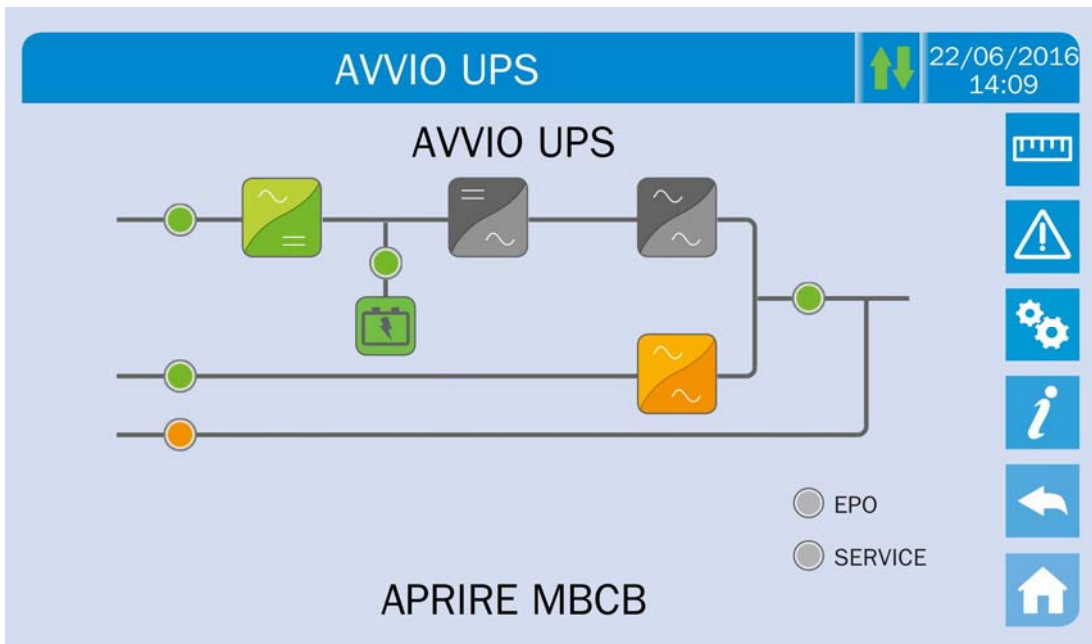 AVVIO UPS
22/06/2016
14:09
AVVIO UPS
EPO
SERVICE
APRIRE MBCB